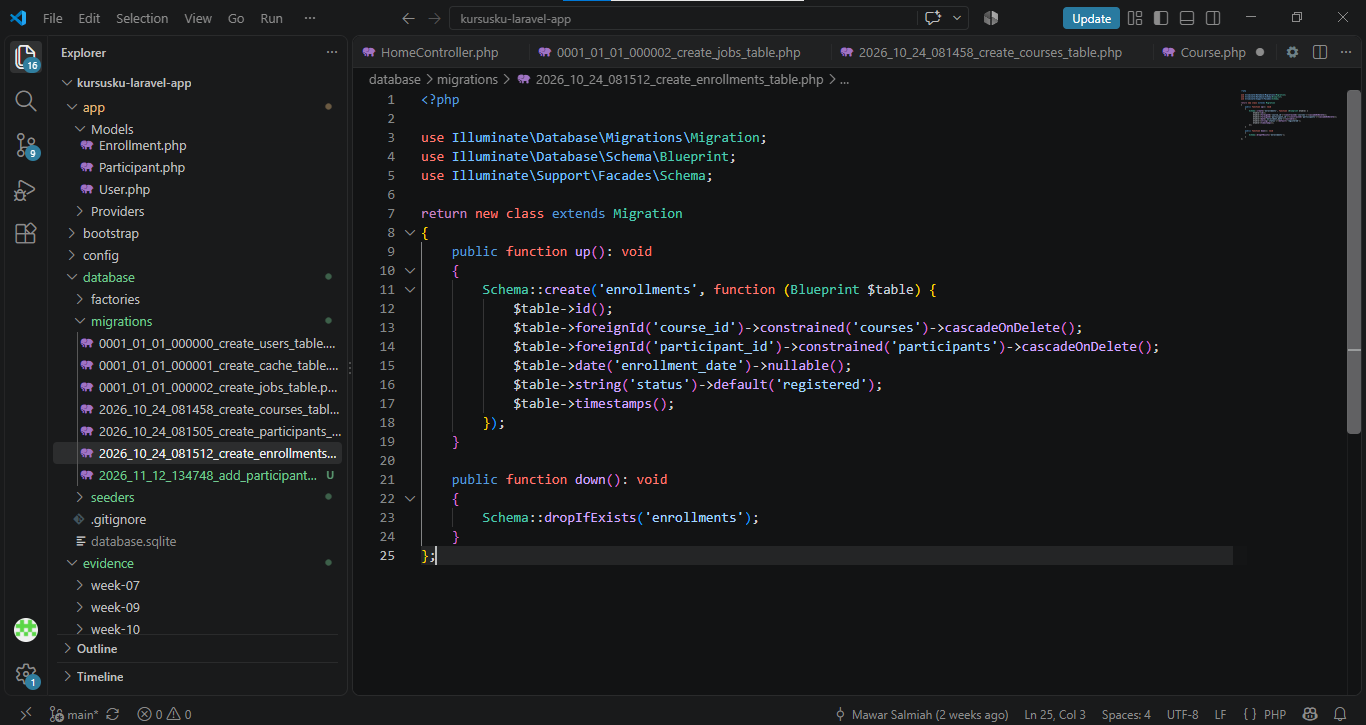 File Edit Selection View Go Run ···
kursusku-laravel-app
Update
Explorer ···
16
9
1
kursusku-laravel-app
app
Models
Enrollment.php
Participant.php
User.php
Providers
bootstrap
config
database
factories
migrations
0001_01_01_000000_create_users_table....
0001_01_01_000001_create_cache_table....
0001_01_01_000002_create_jobs_table.p...
2026_10_24_081458_create_courses_tabl...
2026_10_24_081505_create_participants_...
2026_10_24_081512_create_enrollments...
2026_11_12_134748_add_participant... U
seeders
.gitignore
database.sqlite
evidence
week-07
week-09
week-10
Outline
Timeline
HomeController.php 0001_01_01_000002_create_jobs_table.php 2026_10_24_081458_create_courses_table.php Course.php
database > migrations > 2026_10_24_081512_create_enrollments_table.php > ...
1 <?php
2
3 use Illuminate\Database\Migrations\Migration;
4 use Illuminate\Database\Schema\Blueprint;
5 use Illuminate\Support\Facades\Schema;
6
7 return new class extends Migration
8 {
9 public function up(): void
10 {
11 Schema::create('enrollments', function (Blueprint $table) {
12 $table->id();
13 $table->foreignId('course_id')->constrained('courses')->cascadeOnDelete();
14 $table->foreignId('participant_id')->constrained('participants')->cascadeOnDelete();
15 $table->date('enrollment_date')->nullable();
16 $table->string('status')->default('registered');
17 $table->timestamps();
18 });
19 }
20
21 public function down(): void
22 {
23 Schema::dropIfExists('enrollments');
24 }
25 };
main* 0 0 Mawar Salmiah (2 weeks ago) Ln 25, Col 3 Spaces: 4 UTF-8 LF { } PHP